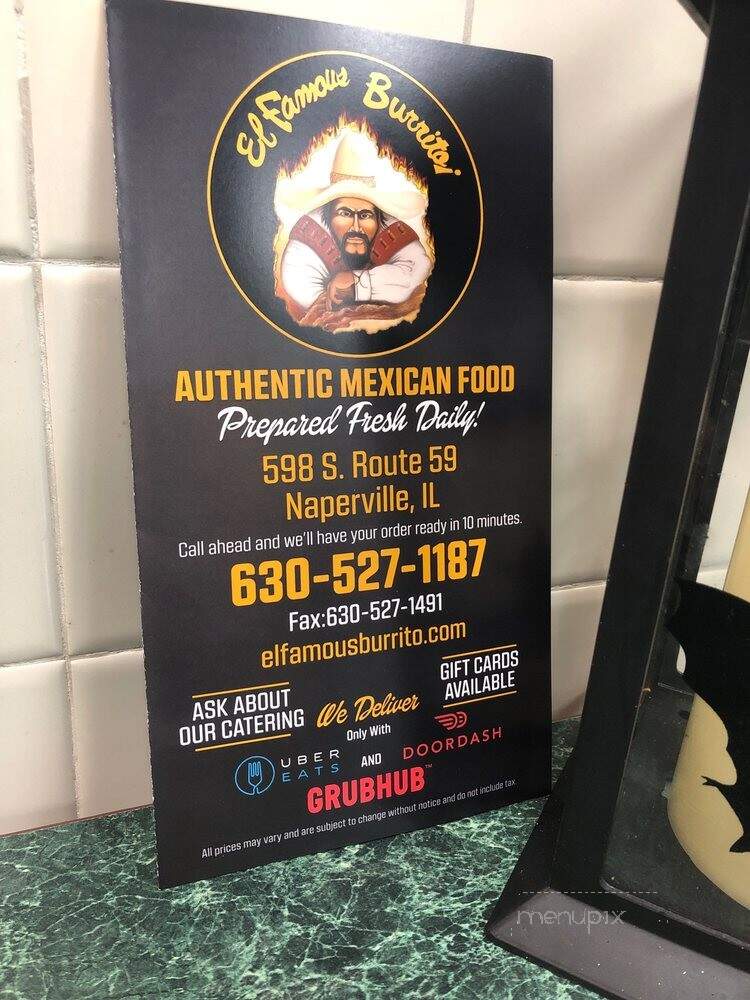 El Famous Burrito
AUTHENTIC MEXICAN FOOD
Prepared Fresh Daily!
598 S. Route 59
Naperville, IL
Call ahead and we'll have your order ready in 10 minutes.
630-527-1187
Fax:630-527-1491
elfamousburrito.com
ASK ABOUT
OUR CATERING
We Deliver
Only With
GIFT CARDS
AVAILABLE
UBER
EATS
AND
DOORDASH
GRUBHUB™
All prices may vary and are subject to change without notice and do not include tax.
menupix